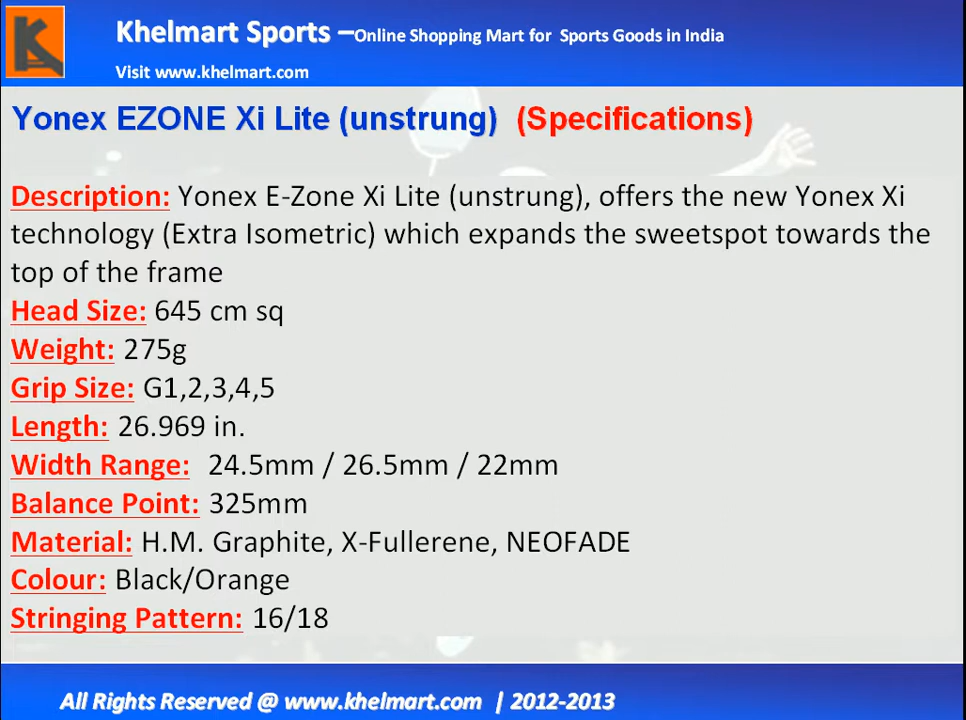 Khelmart Sports –Online Shopping Mart for Sports Goods in India
Visit www.khelmart.com
Yonex EZONE Xi Lite (unstrung) (Specifications)
Description: Yonex E-Zone Xi Lite (unstrung), offers the new Yonex Xi
technology (Extra Isometric) which expands the sweetspot towards the
top of the frame
Head Size: 645 cm sq
Weight: 275g
Grip Size: G1,2,3,4,5
Length: 26.969 in.
Width Range: 24.5mm / 26.5mm / 22mm
Balance Point: 325mm
Material: H.M. Graphite, X-Fullerene, NEOFADE
Colour: Black/Orange
Stringing Pattern: 16/18
All Rights Reserved @ www.khelmart.com | 2012-2013